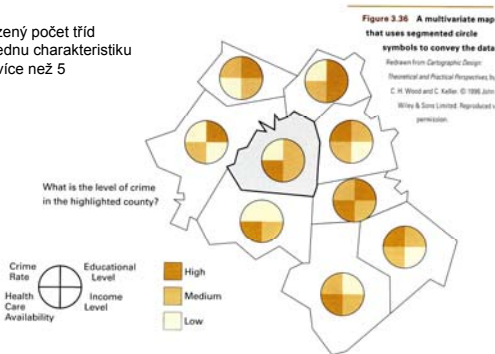 zený počet tříd
ednu charakteristiku
více než 5
Figure 3.36 A multivariate map
that uses segmented circle
symbols to convey the data
Redrawn from Cartographic Design:
Theoretical and Practical Perspectives, by
C. H. Wood and C. Keller. © 1996 John
Wiley & Sons Limited. Reproduced w
permission.
What is the level of crime
in the highlighted county?
Crime
Rate
Educational
Level
Health
Care
Availability
Income
Level
High
Medium
Low